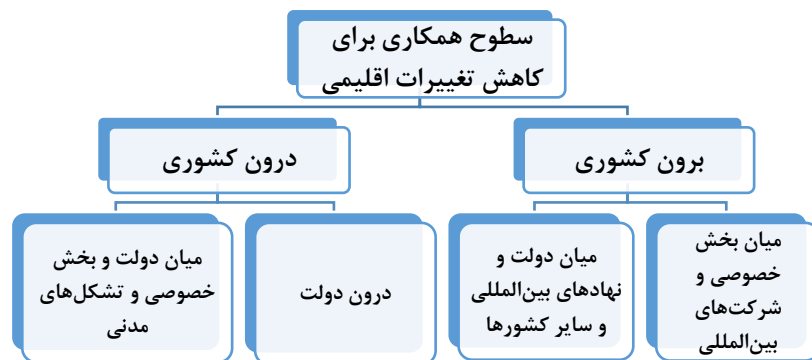 سطوح همکاری برای
کاهش تغییرات اقلیمی
برون کشوری
درون کشوری
میان بخش
خصوصی و
شرکت‌های
بین‌المللی
میان دولت و
نهادهای بین‌المللی
و سایر کشورها
درون دولت
میان دولت و بخش
خصوصی و تشکل‌های
مدنی